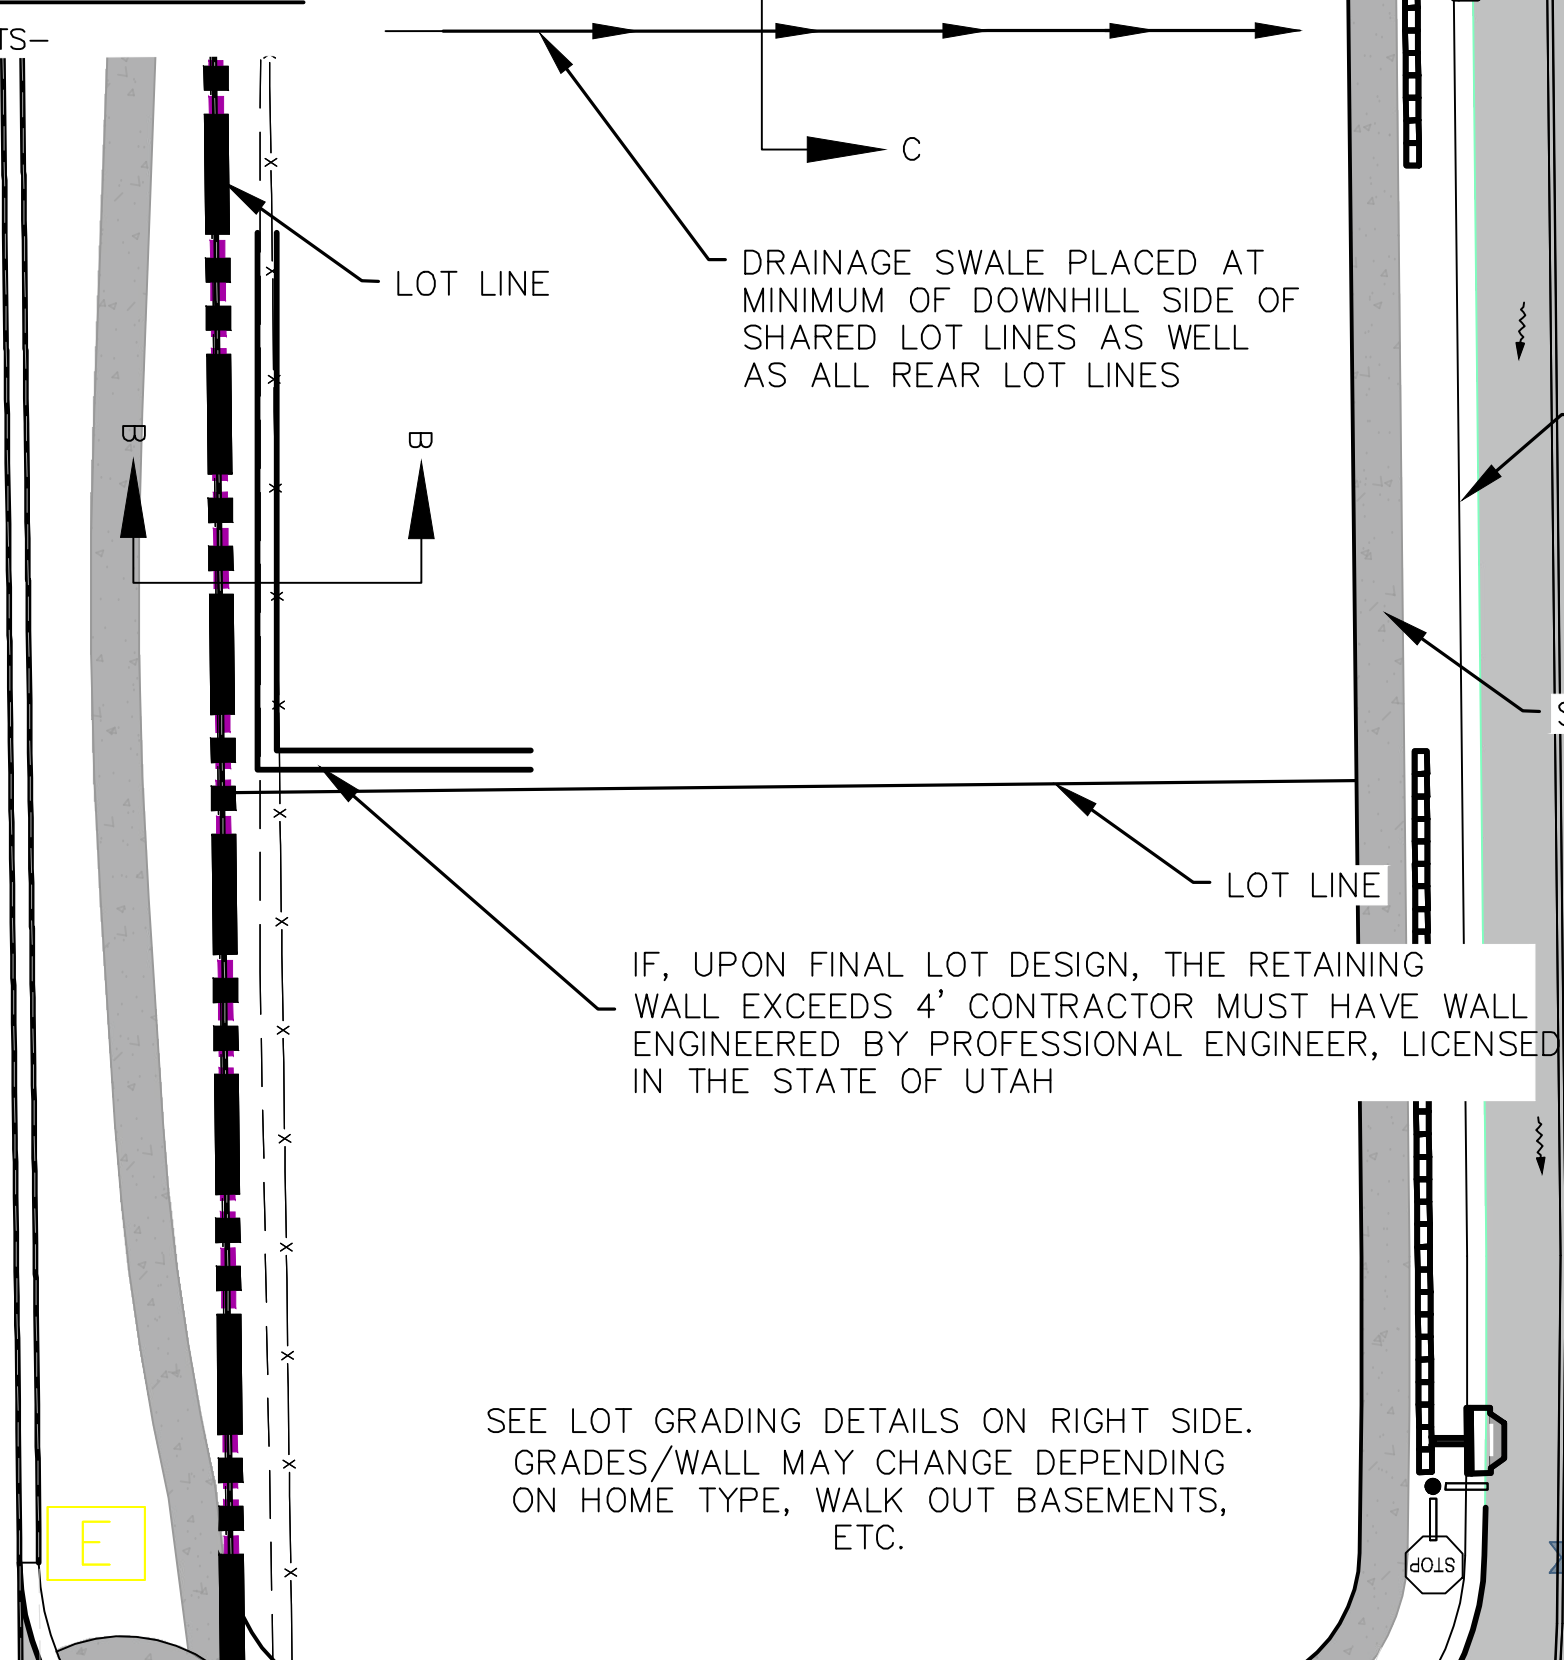 TS-
C
LOT LINE
DRAINAGE SWALE PLACED AT
MINIMUM OF DOWNHILL SIDE OF
SHARED LOT LINES AS WELL
AS ALL REAR LOT LINES
B
B
LOT LINE
IF, UPON FINAL LOT DESIGN, THE RETAINING
WALL EXCEEDS 4' CONTRACTOR MUST HAVE WALL
ENGINEERED BY PROFESSIONAL ENGINEER, LICENSED
IN THE STATE OF UTAH
SEE LOT GRADING DETAILS ON RIGHT SIDE.
GRADES/WALL MAY CHANGE DEPENDING
ON HOME TYPE, WALK OUT BASEMENTS,
ETC.
E
STOP